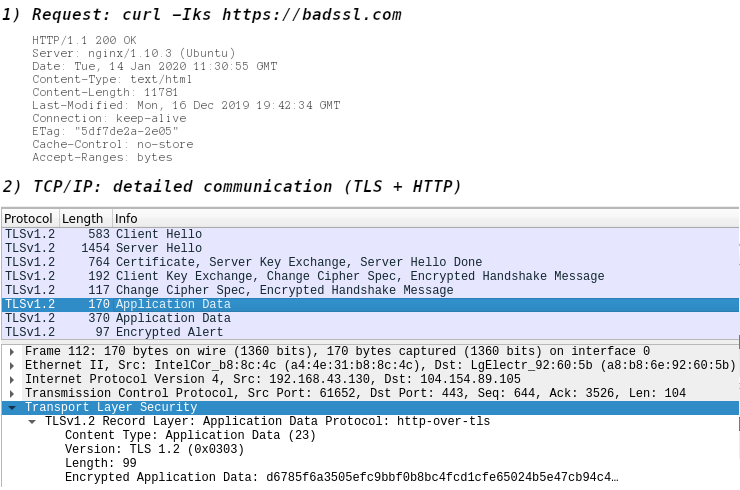 1) Request: curl -Iks https://badssl.com
HTTP/1.1 200 OK
Server: nginx/1.10.3 (Ubuntu)
Date: Tue, 14 Jan 2020 11:30:55 GMT
Content-Type: text/html
Content-Length: 11781
Last-Modified: Mon, 16 Dec 2019 19:42:34 GMT
Connection: keep-alive
ETag: "5df7de2a-2e05"
Cache-Control: no-store
Accept-Ranges: bytes
2) TCP/IP: detailed communication (TLS + HTTP)
Protocol Length Info
TLSv1.2 583 Client Hello
TLSv1.2 1454 Server Hello
TLSv1.2 764 Certificate, Server Key Exchange, Server Hello Done
TLSv1.2 192 Client Key Exchange, Change Cipher Spec, Encrypted Handshake Message
TLSv1.2 117 Change Cipher Spec, Encrypted Handshake Message
TLSv1.2 170 Application Data
TLSv1.2 370 Application Data
TLSv1.2 97 Encrypted Alert
Frame 112: 170 bytes on wire (1360 bits), 170 bytes captured (1360 bits) on interface 0
Ethernet II, Src: IntelCor_b8:8c:4c (a4:4e:31:b8:8c:4c), Dst: LgElectr_92:60:5b (a8:b8:6e:92:60:5b)
Internet Protocol Version 4, Src: 192.168.43.130, Dst: 104.154.89.105
Transmission Control Protocol, Src Port: 61652, Dst Port: 443, Seq: 644, Ack: 3526, Len: 104
Transport Layer Security
TLSv1.2 Record Layer: Application Data Protocol: http-over-tls
Content Type: Application Data (23)
Version: TLS 1.2 (0x0303)
Length: 99
Encrypted Application Data: d6785f6a3505efc9bbf0b8bc4fcd1cfe65024b5e47cb94c4…